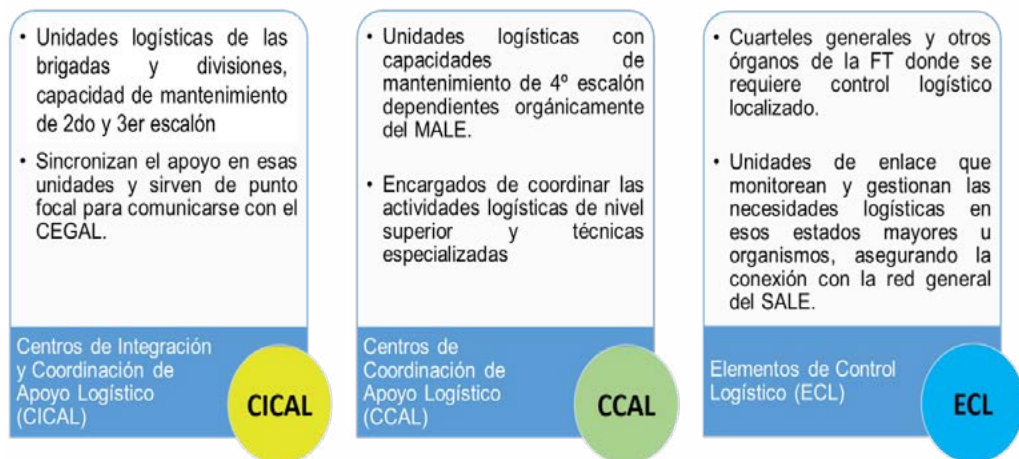 • Unidades logísticas de las
brigadas y divisiones,
capacidad de mantenimiento
de 2do y 3er escalón
• Sincronizan el apoyo en esas
unidades y sirven de punto
focal para comunicarse con el
CEGAL.
Centros de Integración
y Coordinación de
Apoyo Logístico
(CICAL)
CICAL
• Unidades logísticas con
capacidades de
mantenimiento de 4º escalón
dependientes orgánicamente
del MALE.
• Encargados de coordinar las
actividades logísticas de nivel
superior y técnicas
especializadas
Centros de
Coordinación de
Apoyo Logístico
(CCAL)
CCAL
• Cuarteles generales y otros
órganos de la FT donde se
requiere control logístico
localizado.
• Unidades de enlace que
monitorean y gestionan las
necesidades logísticas en
esos estados mayores u
organismos, asegurando la
conexión con la red general
del SALE.
Elementos de Control
Logístico (ECL)
ECL